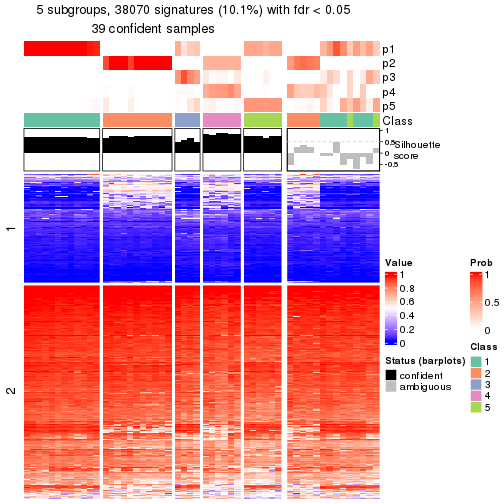 5 subgroups, 38070 signatures (10.1%) with fdr < 0.05
39 confident samples
p1
p2
p3
p4
p5
Class
1
0.5
0
-0.5
Silhouette
score
1
2
Value
1
0.8
0.6
0.4
0.2
0
Status (barplots)
confident
ambiguous
Prob
1
0.5
0
Class
1
2
3
4
5